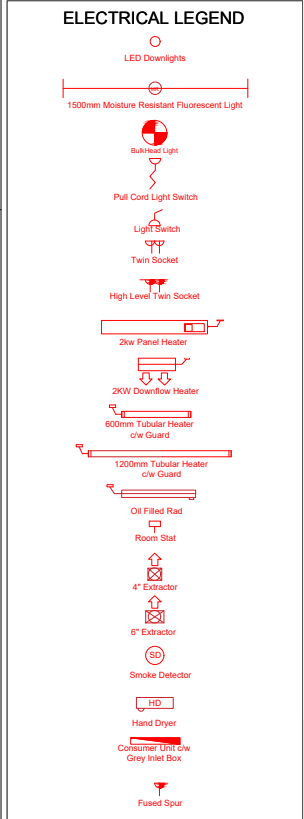 ELECTRICAL LEGEND
LED Downlights
MR
1500mm Moisture Resistant Fluorescent Light
BulkHead Light
Pull Cord Light Switch
Light Switch
Twin Socket
High Level Twin Socket
2kw Panel Heater
2KW Downflow Heater
600mm Tubular Heater
c/w Guard
1200mm Tubular Heater
c/w Guard
Oil Filled Rad
Room Stat
4" Extractor
6" Extractor
SD
Smoke Detector
HD
Hand Dryer
Consumer Unit c/w
Grey Inlet Box
Fused Spur